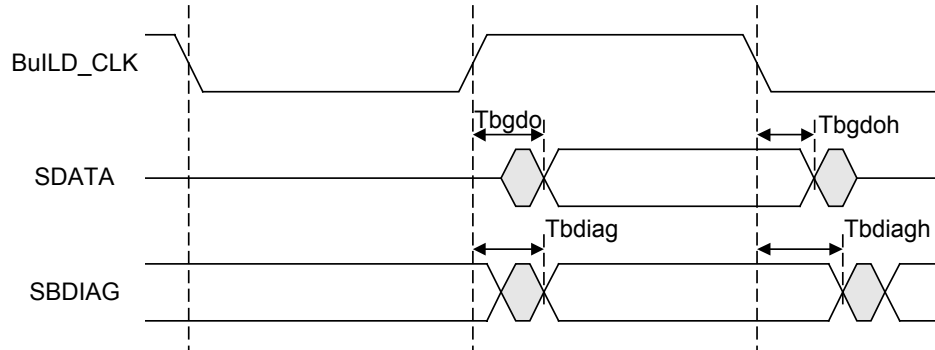 BuILD_CLK
Tbgdo
Tbgdoh
SDATA
Tbdiag
Tbdiagh
SBDIAG